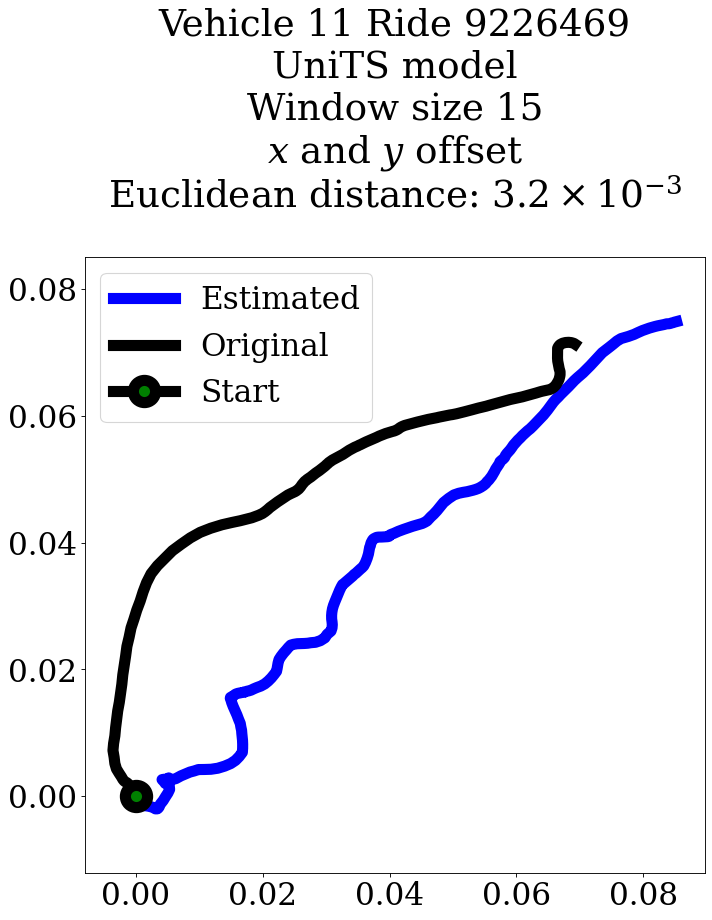 Vehicle 11 Ride 9226469
UniTS model
Window size 15
x and y offset
Euclidean distance: 3.2 × 10⁻³
Estimated
Original
Start
0.08
0.06
0.04
0.02
0.00
0.00 0.02 0.04 0.06 0.08